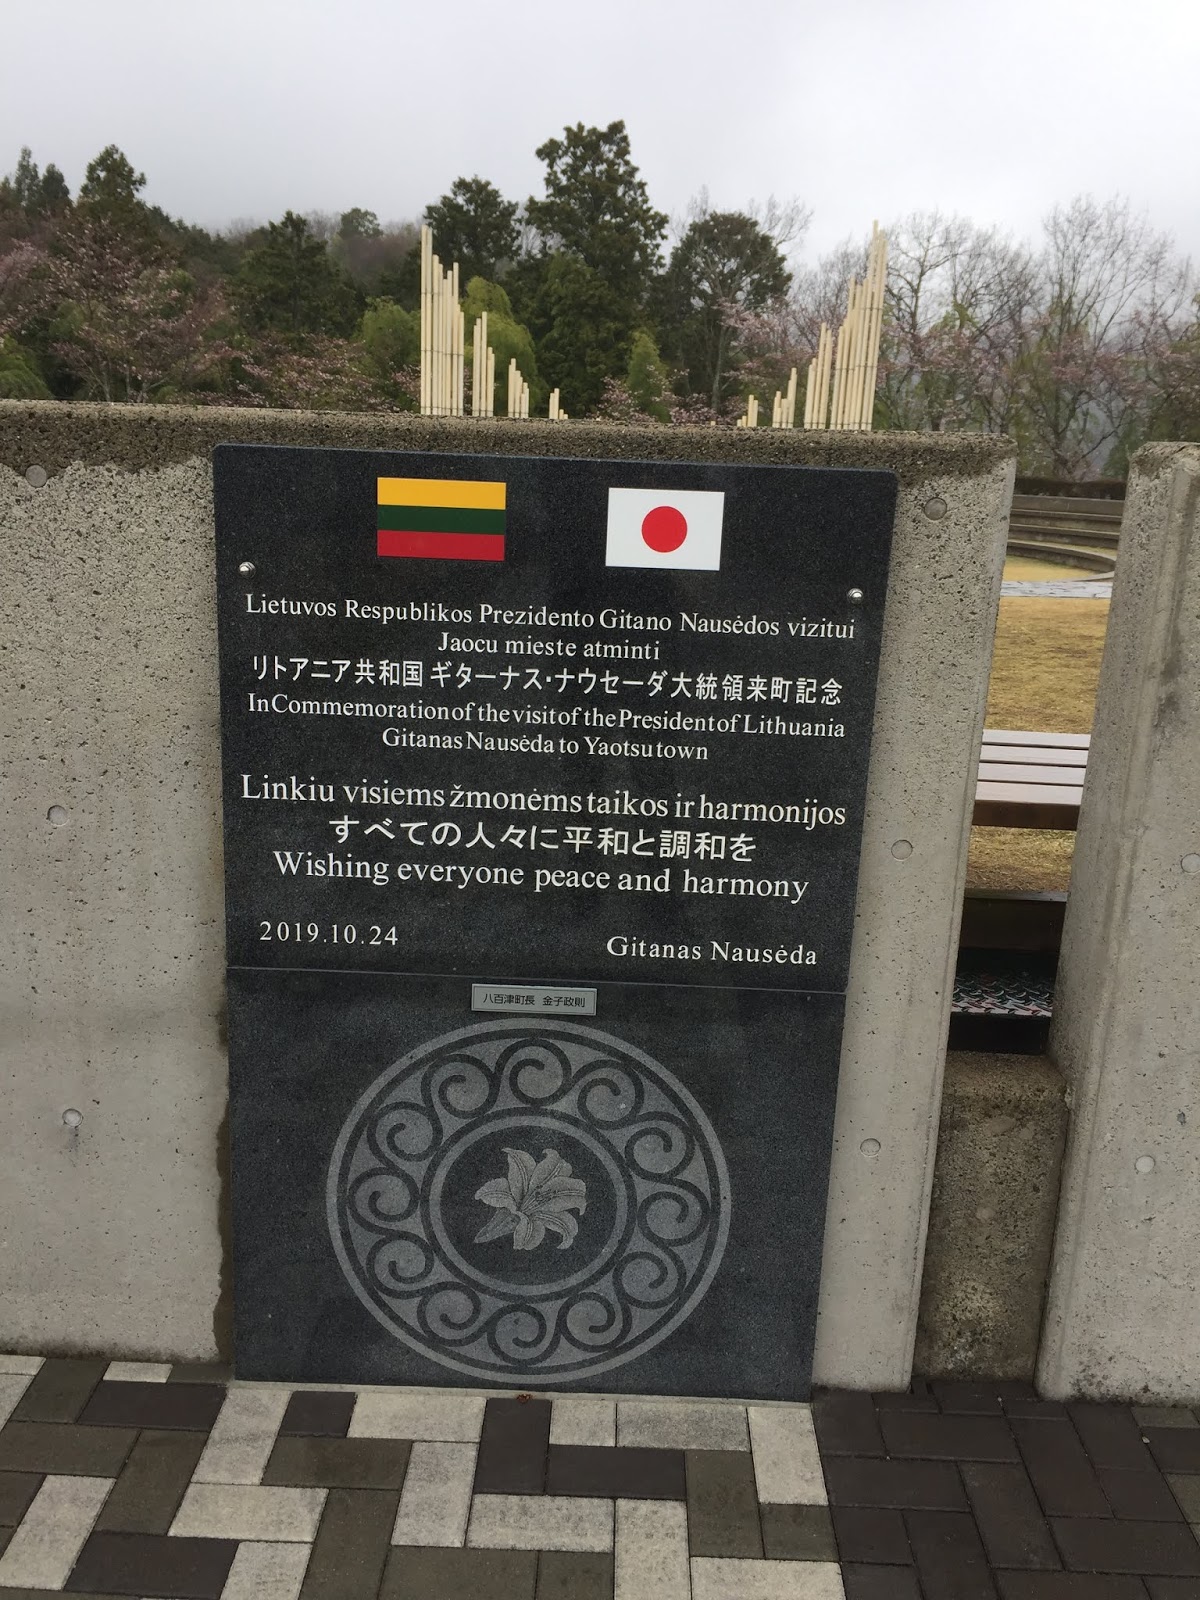 Lietuvos Respublikos Prezidento Gitano Nausėdos vizitui
Jaocu mieste atminti
リトアニア共和国 ギターナス・ナウセーダ大統領来町記念
In Commemoration of the visit of the President of Lithuania
Gitanas Nausėda to Yaotsu town
Linkiu visiems žmonėms taikos ir harmonijos
すべての人々に平和と調和を
Wishing everyone peace and harmony
2019.10.24
Gitanas Nausėda
八百津町長 金子政則